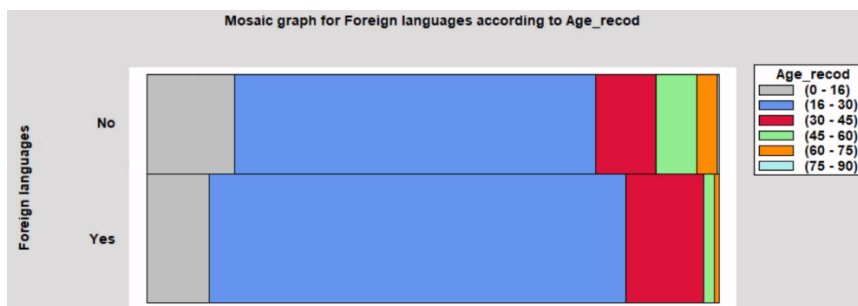 Mosaic graph for Foreign languages according to Age_recod
Foreign languages
No
Yes
Age_recod
(0 - 16)
(16 - 30)
(30 - 45)
(45 - 60)
(60 - 75)
(75 - 90)